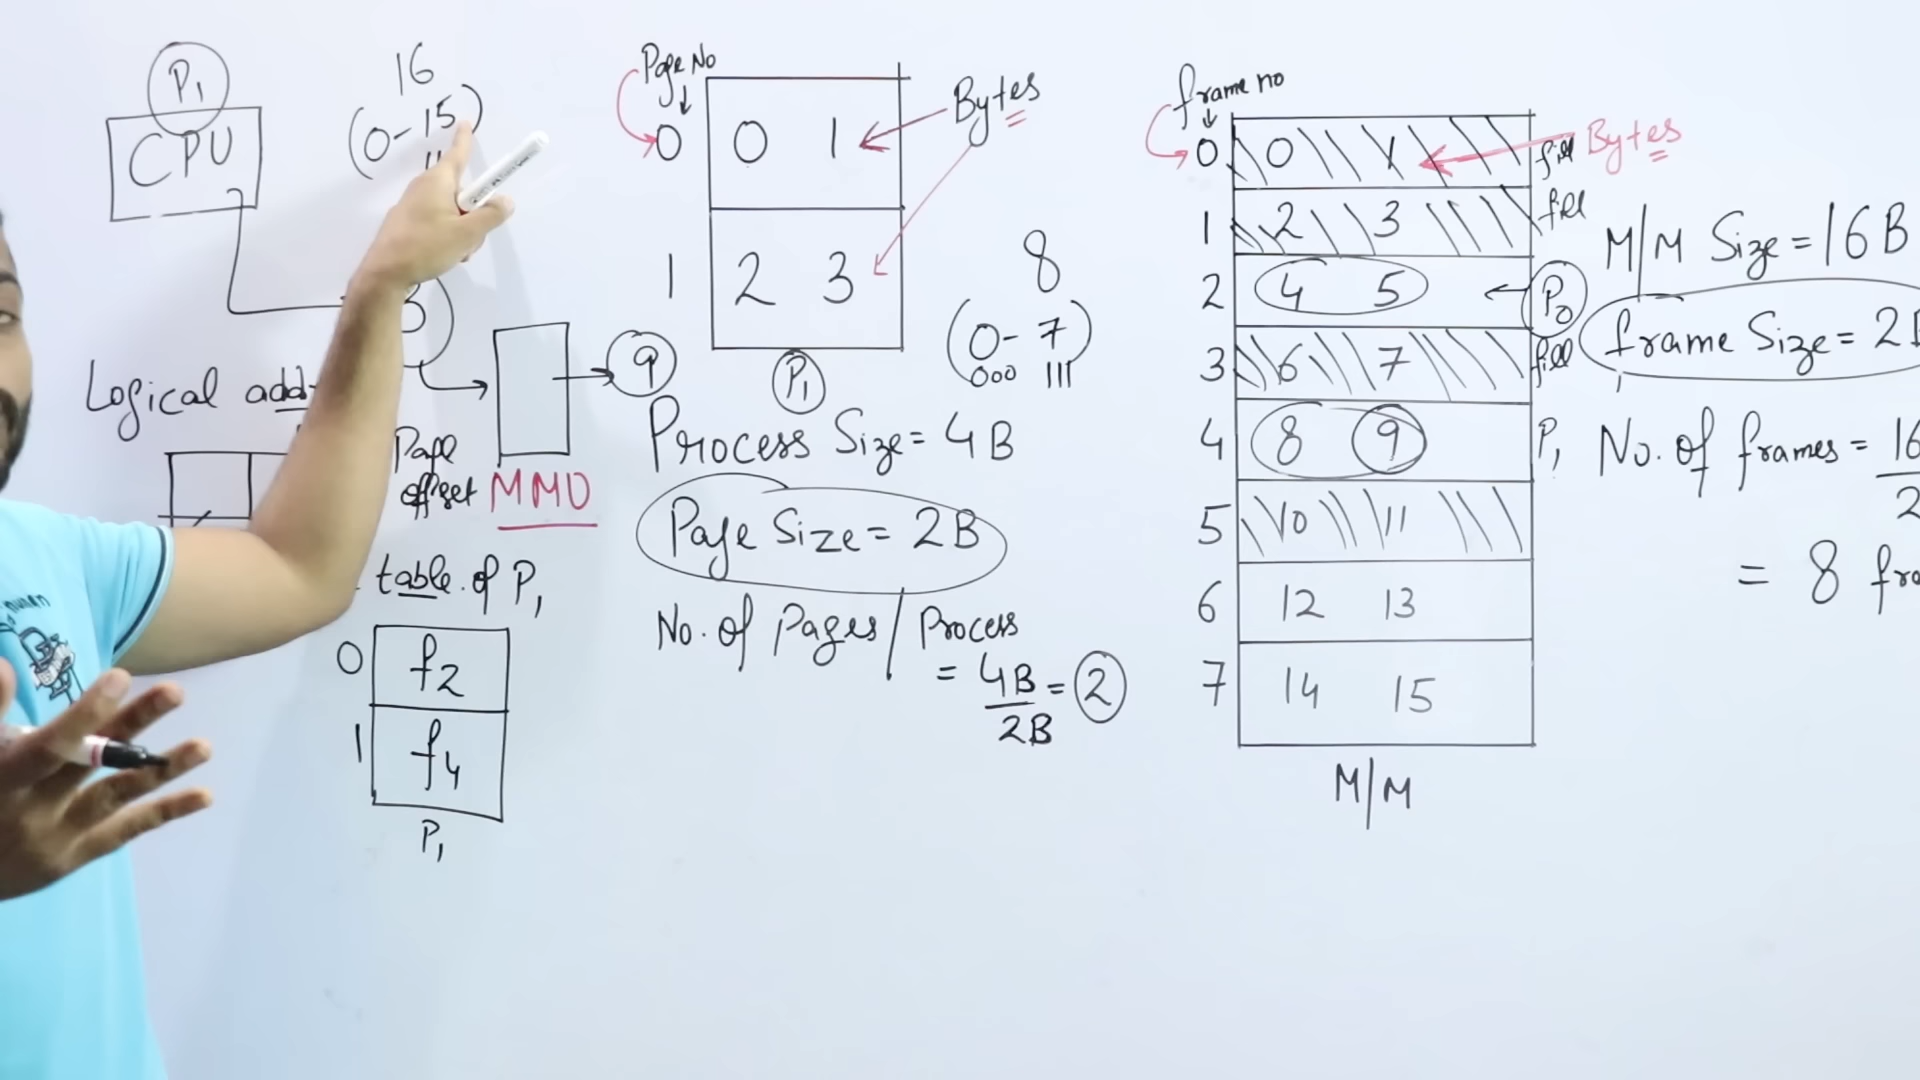 P1
CPU
16
(0-15)
3
Logical add
9
Page
offset
MMU
table of P1
0 f2
1 f4
P1
Page No
0 0 1
1 2 3
Bytes
P1
8
(0-7)
000 111
Process Size = 4B
Page Size = 2B
No. of Pages / Process
= 4B/2B = 2
frame no
0 0 1 fill
1 2 3 fill
2 4 5 P0
3 6 7 fill
4 8 9 P1
5 10 11
6 12 13
7 14 15
M/M
Bytes
M/M Size = 16B
frame Size = 2B
No. of frames = 16/2
= 8 fra